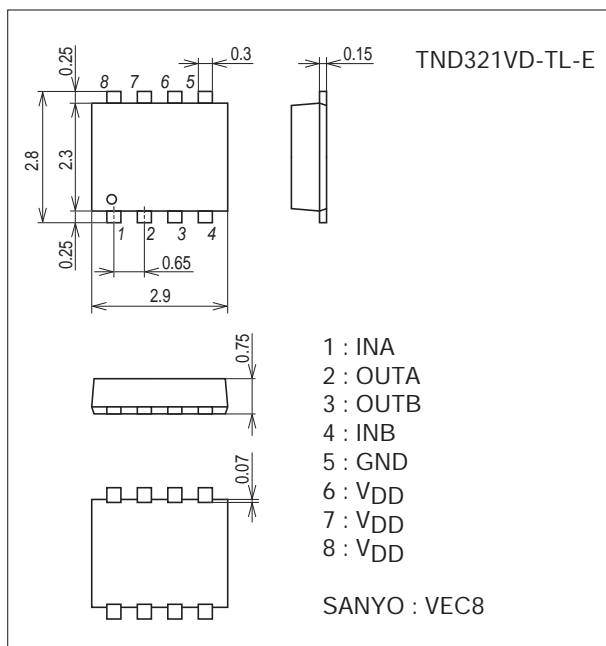 TND321VD-TL-E
0.25
0.3
0.15
8 7 6 5
2.8
2.3
0.25
1 2 3 4
0.65
2.9
0.75
0.07
1 : INA
2 : OUTA
3 : OUTB
4 : INB
5 : GND
6 : VDD
7 : VDD
8 : VDD
SANYO : VEC8